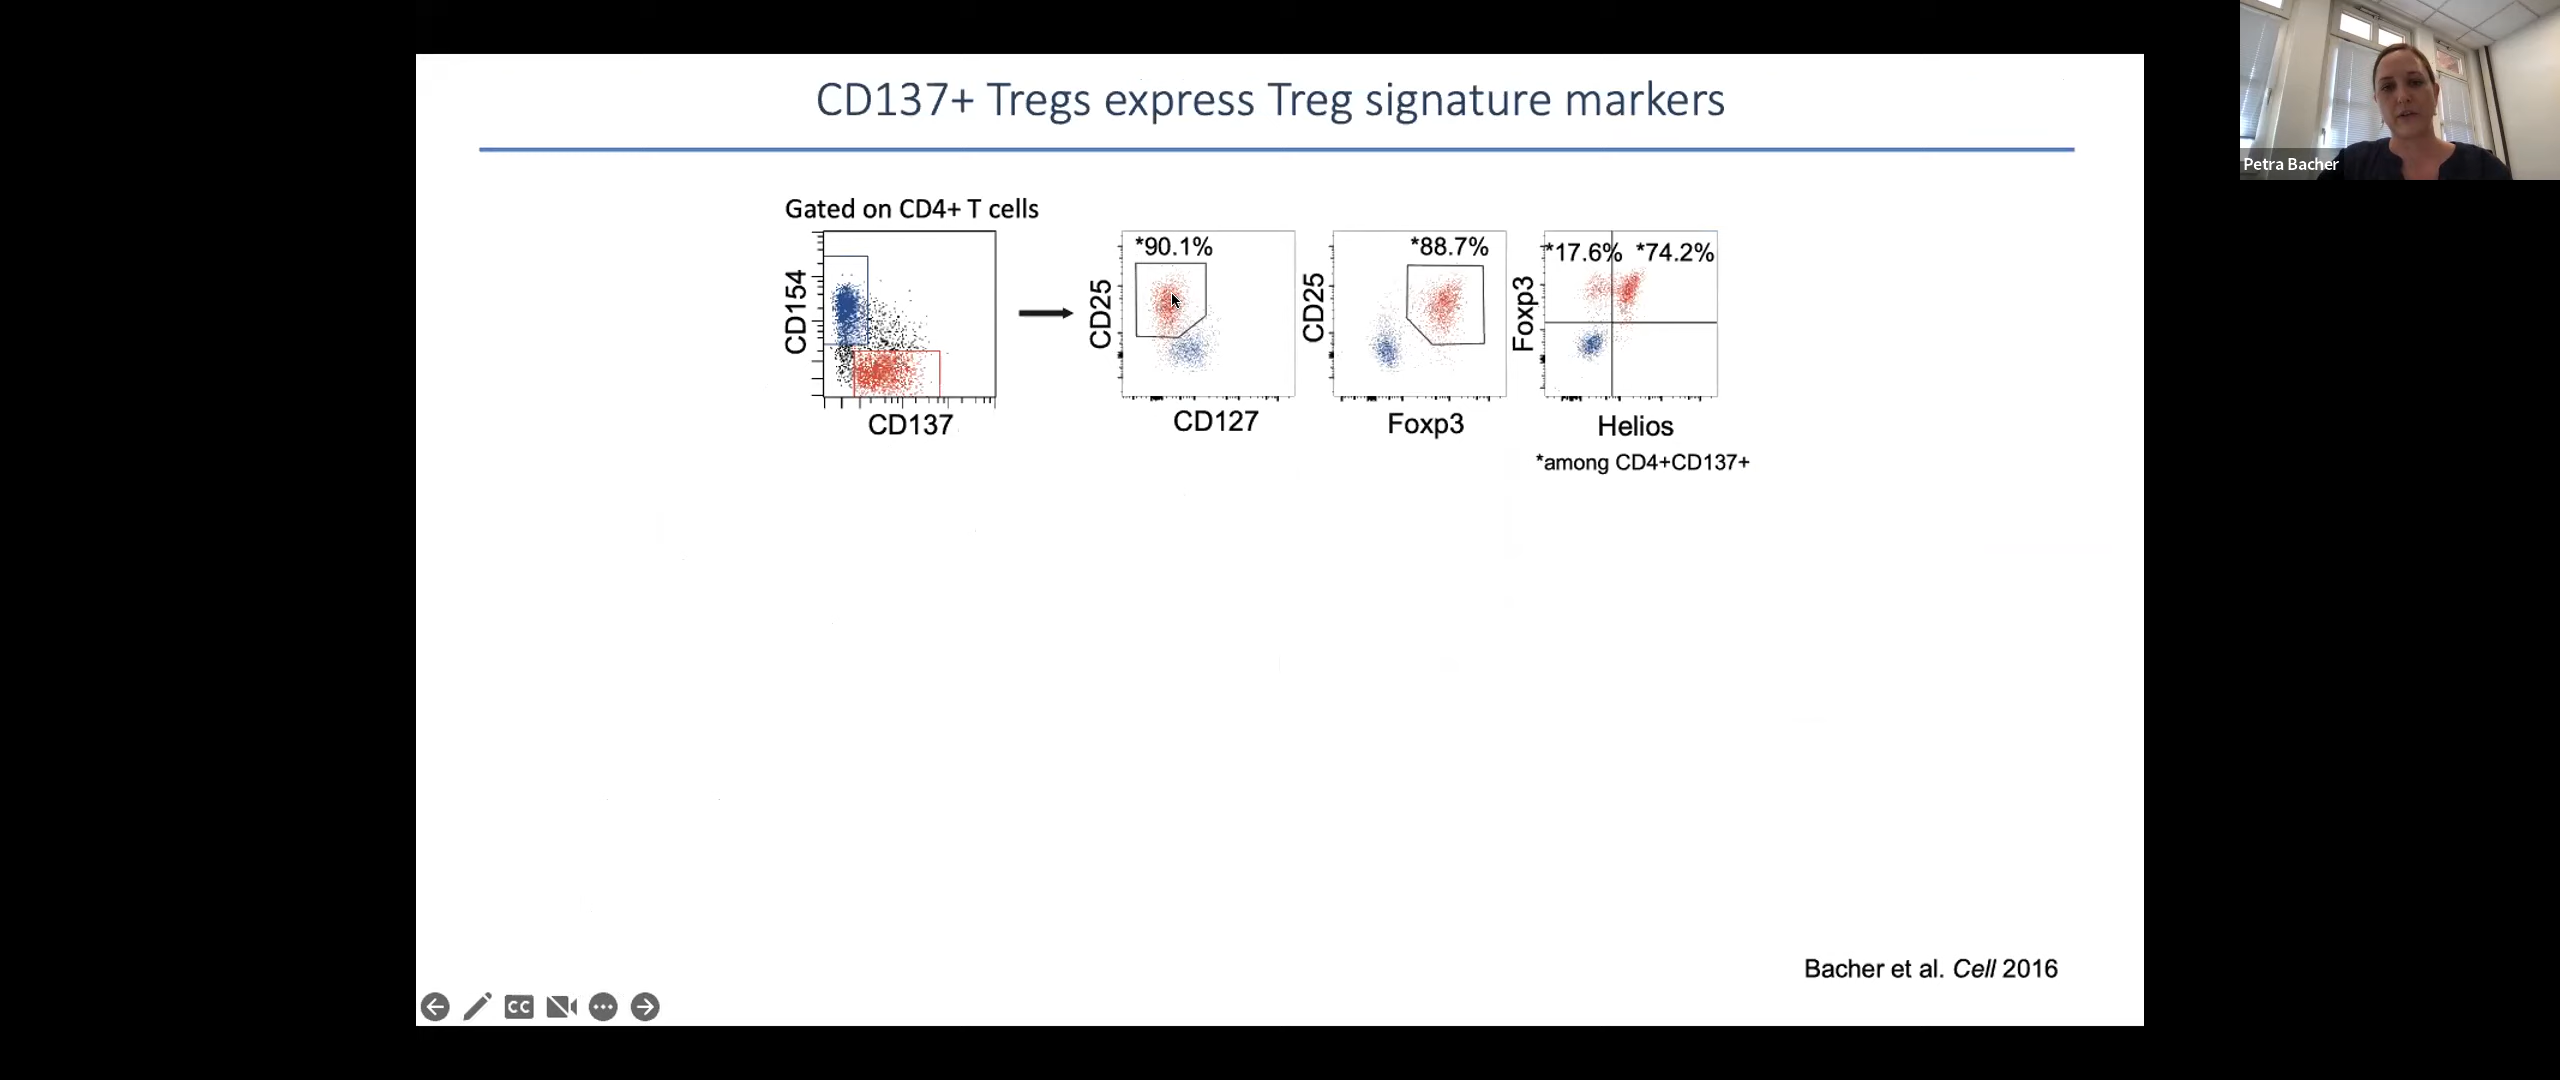 CD137+ Tregs express Treg signature markers
Petra Bacher
Gated on CD4+ T cells
CD154
CD137
*90.1%
CD25
CD127
*88.7%
CD25
Foxp3
*17.6% *74.2%
Foxp3
Helios
*among CD4+CD137+
Bacher et al. Cell 2016
CC